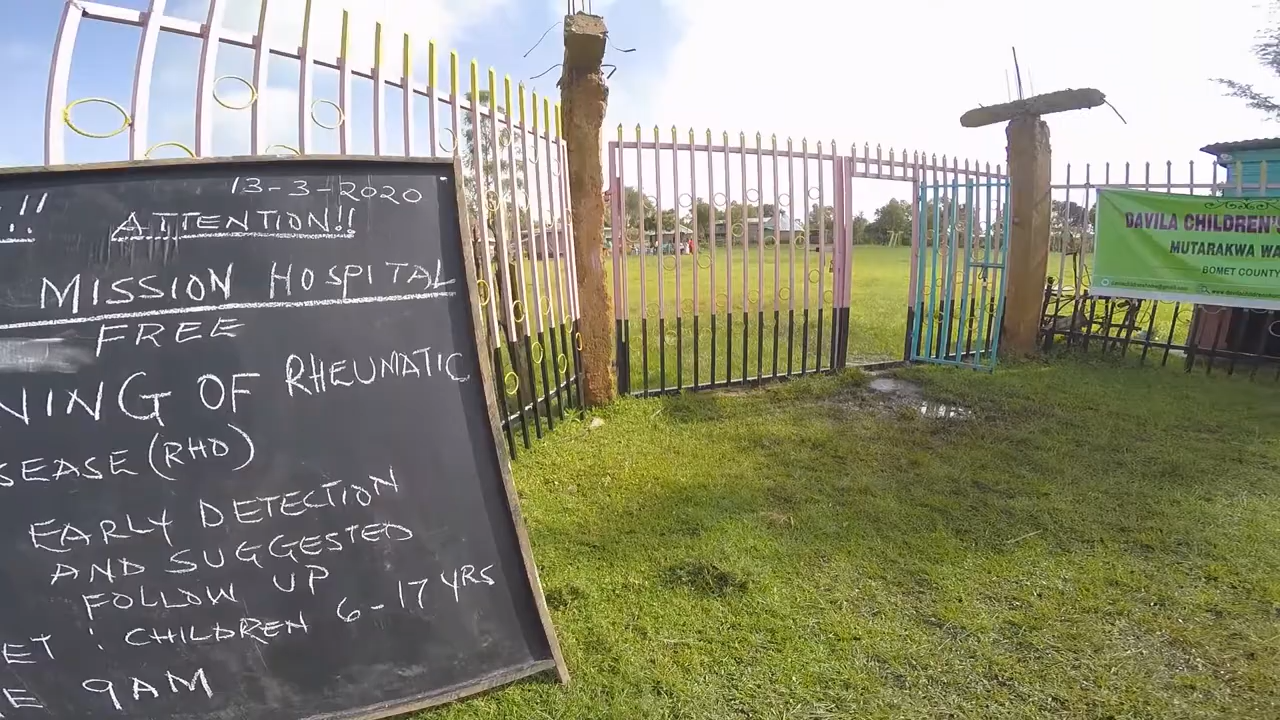 !!
13-3-2020
ATTENTION!!
MISSION HOSPITAL
FREE
NING OF RHEUMATIC
SEASE (RHD)
EARLY DETECTION
AND SUGGESTED
FOLLOW UP
ET : CHILDREN 6-17 YRS
E 9AM
DAVILA CHILDREN'S
MUTARAKWA WA
BOMET COUNTY